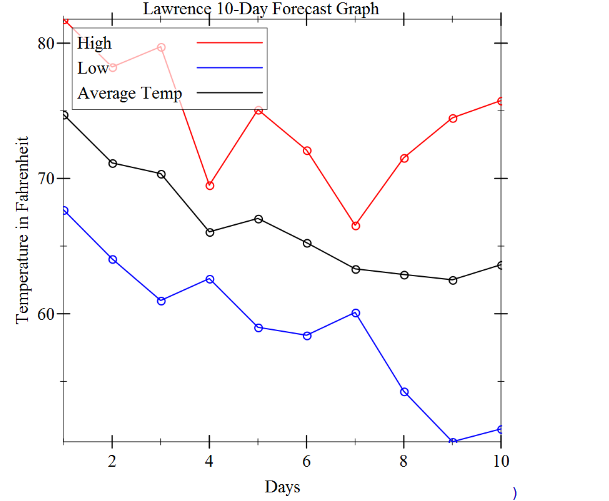 Lawrence 10-Day Forecast Graph
High
Low
Average Temp
80
70
60
Temperature in Fahrenheit
2 4 6 8 10
Days
)